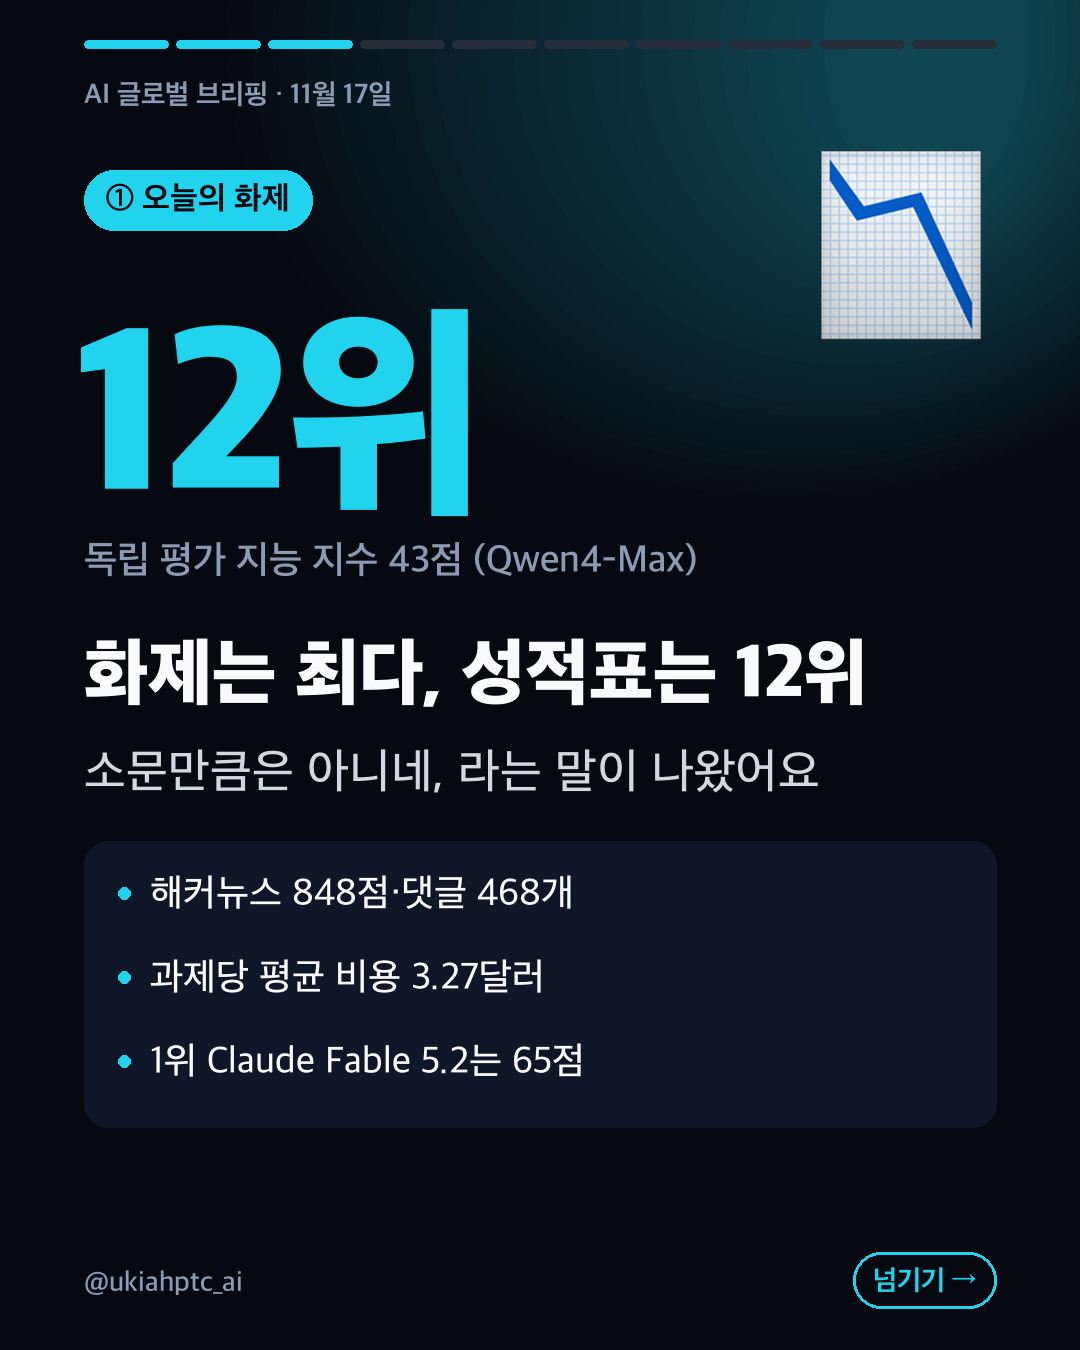 AI 글로벌 브리핑 · 11월 17일
① 오늘의 화제
12위
독립 평가 지능 지수 43점 (Qwen4-Max)
화제는 최다, 성적표는 12위
소문만큼은 아니네, 라는 말이 나왔어요
• 해커뉴스 848점·댓글 468개
• 과제당 평균 비용 3.27달러
• 1위 Claude Fable 5.2는 65점
@ukiahptc_ai
넘기기 →